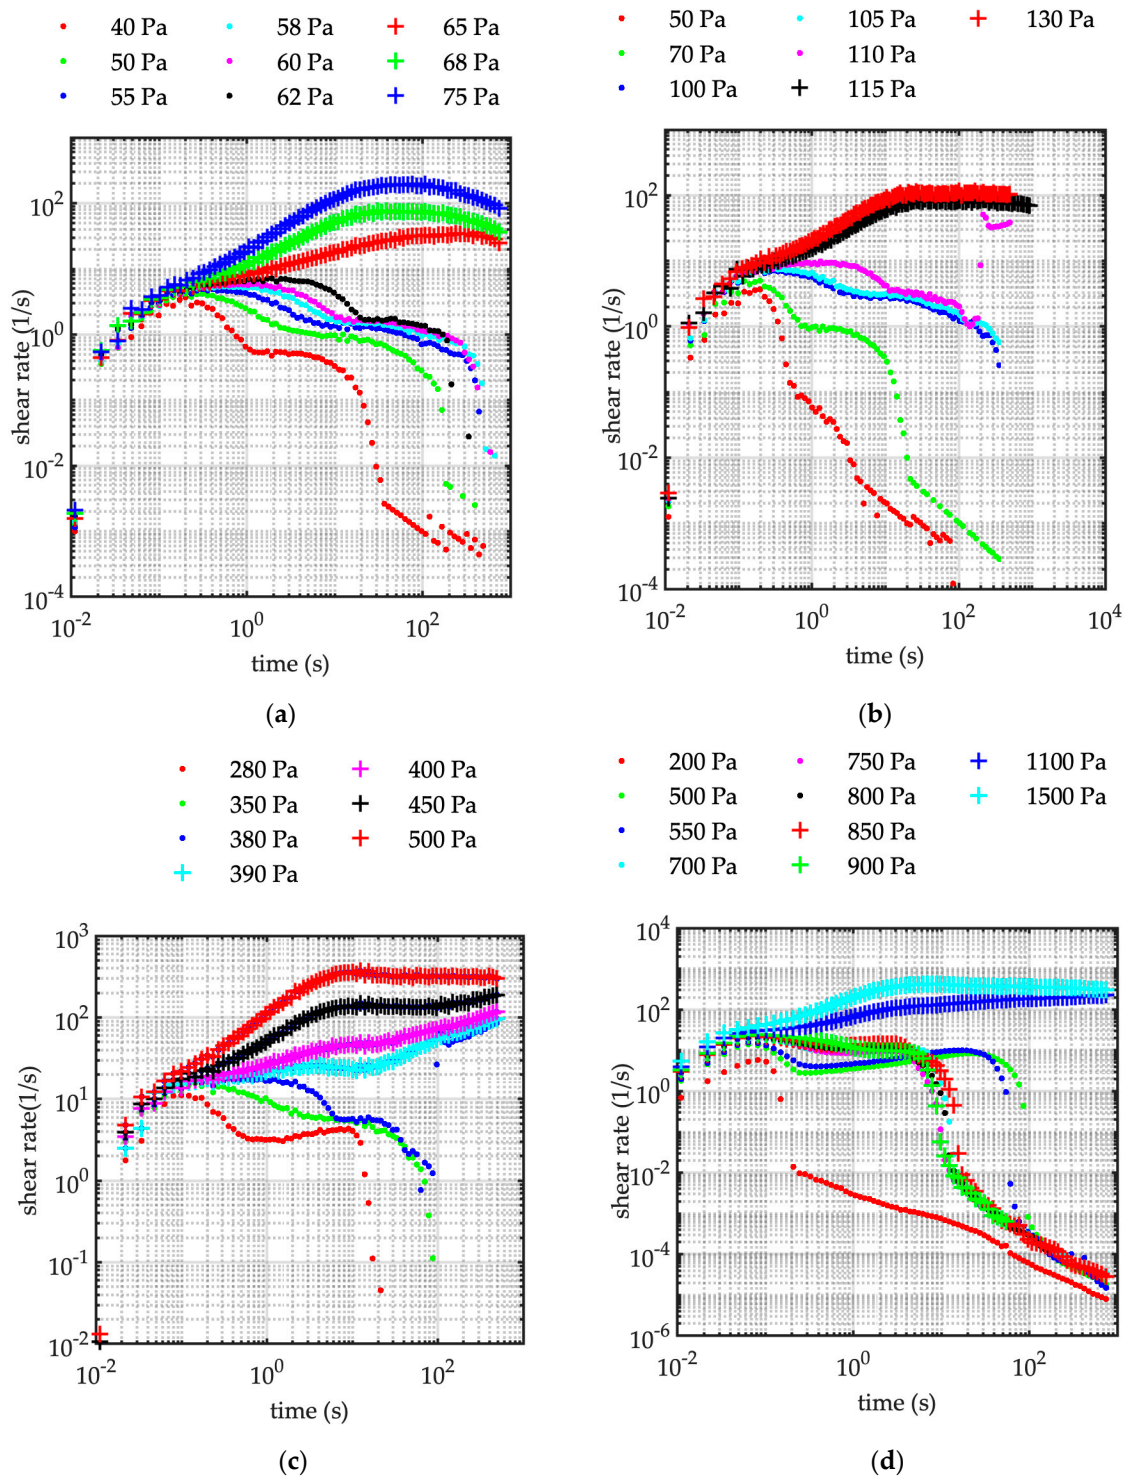 40 Pa 58 Pa 65 Pa
50 Pa 60 Pa 68 Pa
55 Pa 62 Pa 75 Pa
10^2
10^0
10^-2
10^-4
shear rate (1/s)
10^-2 10^0 10^2
time (s)
(a)
50 Pa 105 Pa 130 Pa
70 Pa 110 Pa
100 Pa 115 Pa
10^2
10^0
10^-2
10^-4
shear rate (1/s)
10^-2 10^0 10^2 10^4
time (s)
(b)
280 Pa 400 Pa
350 Pa 450 Pa
380 Pa 500 Pa
390 Pa
10^3
10^2
10^1
10^0
10^-1
10^-2
shear rate(1/s)
10^-2 10^0 10^2
time (s)
(c)
200 Pa 750 Pa 1100 Pa
500 Pa 800 Pa 1500 Pa
550 Pa 850 Pa
700 Pa 900 Pa
10^4
10^2
10^0
10^-2
10^-4
10^-6
shear rate (1/s)
10^-2 10^0 10^2
time (s)
(d)